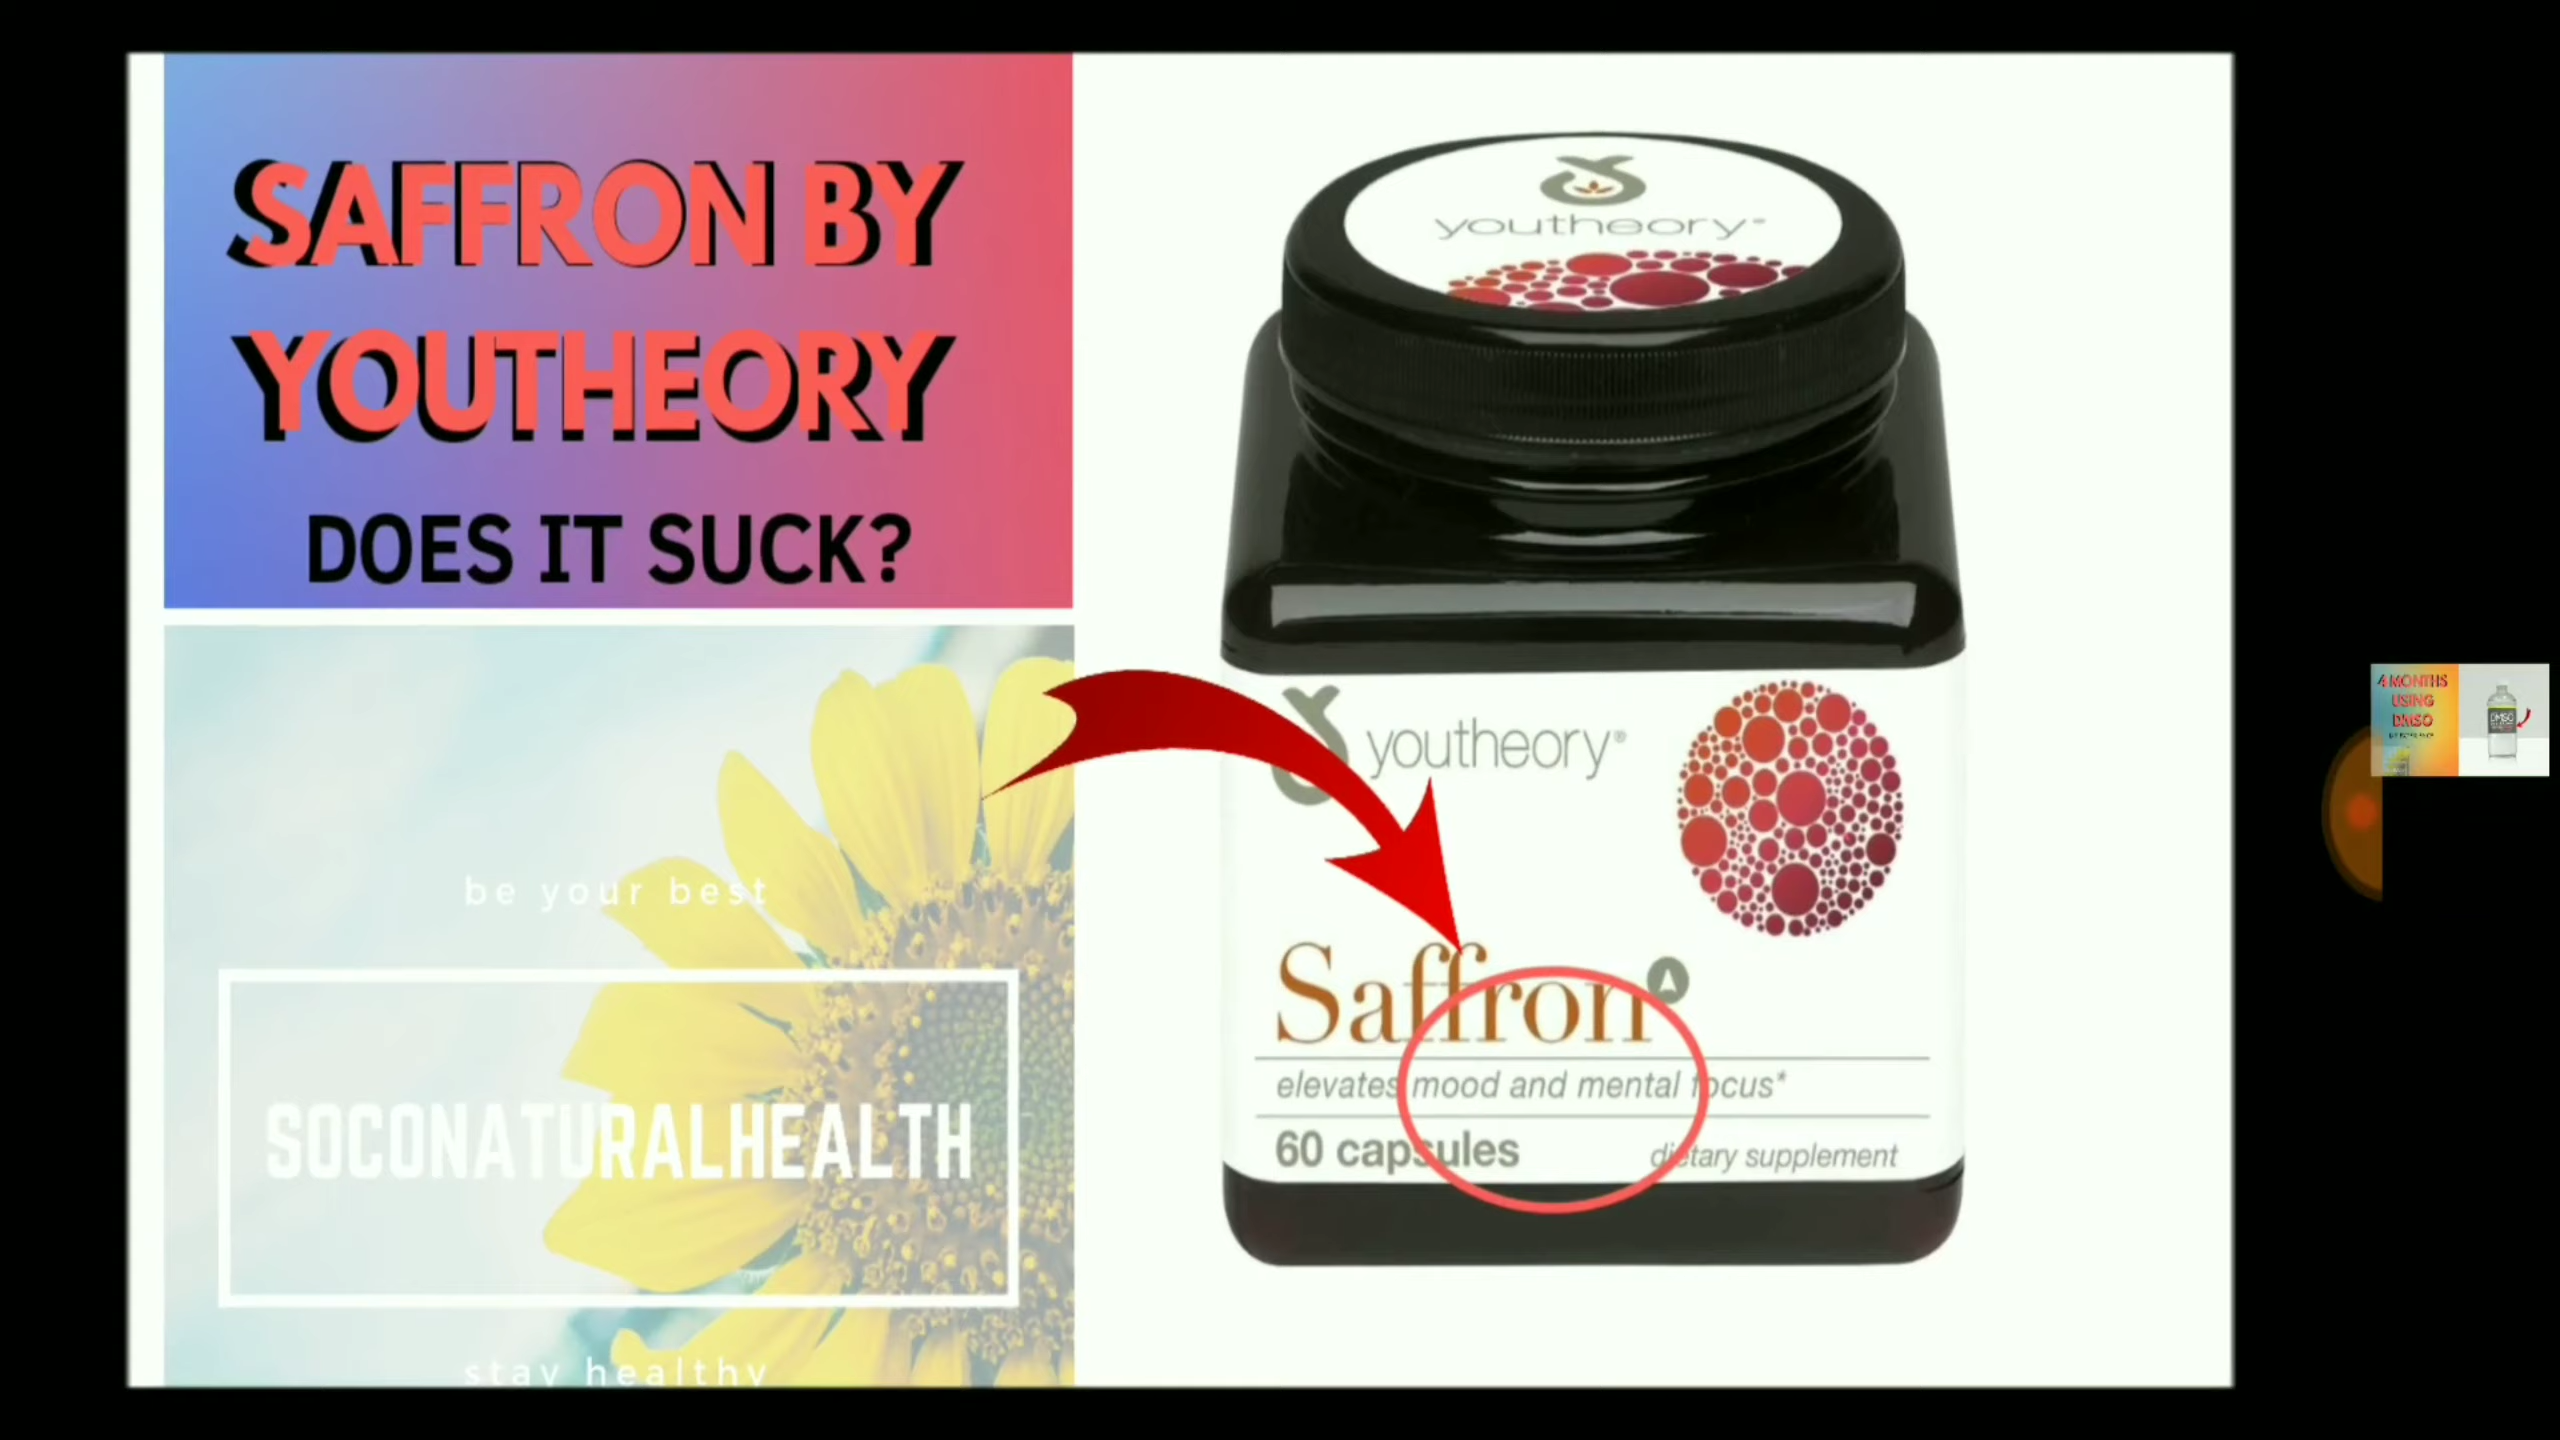 SAFFRON BY
YOUTHEORY
DOES IT SUCK?
be your best
SOCONATURALHEALTH
stay healthy
youtheory®
youtheory®
Saffron
elevates mood and mental focus*
60 capsules
dietary supplement
4 MONTHS
USING
DMSO
DMSO